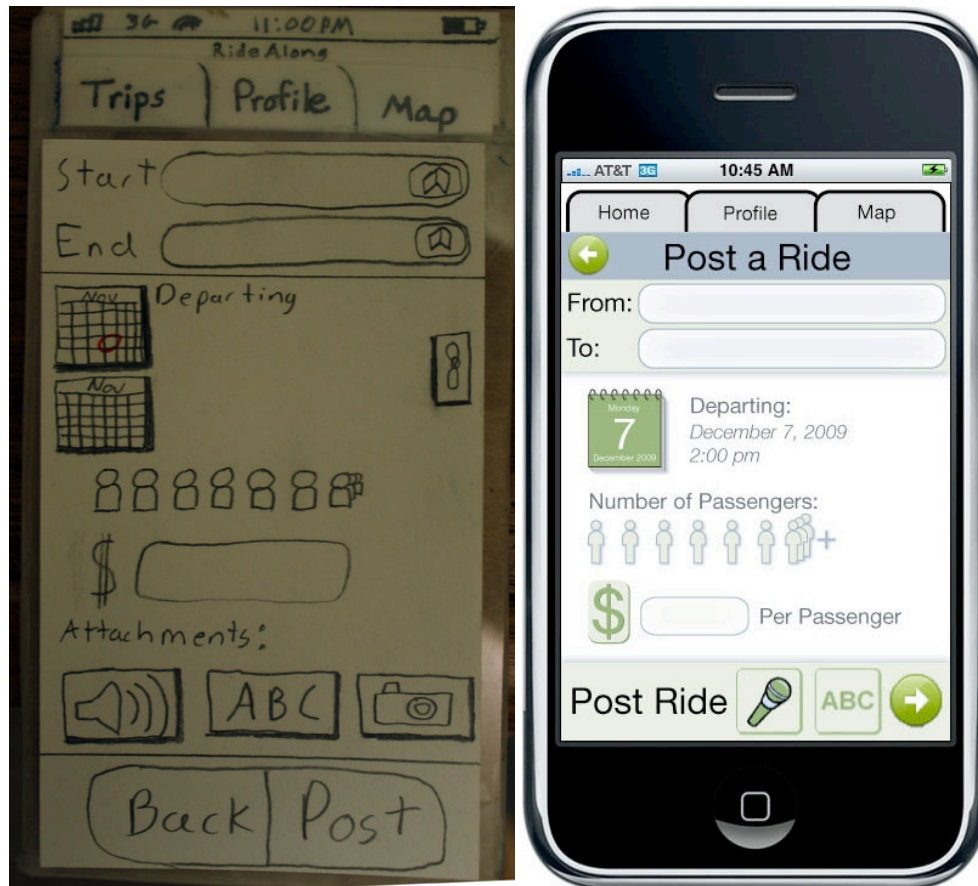 3G 11:00PM
Ride Along
Trips Profile Map
Start
End
Nov Departing
Nov
$
Attachments:
ABC
Back Post
AT&T 3G 10:45 AM
Home Profile Map
Post a Ride
From:
To:
Monday
7
December 2009
Departing:
December 7, 2009
2:00 pm
Number of Passengers:
+
$ Per Passenger
Post Ride ABC